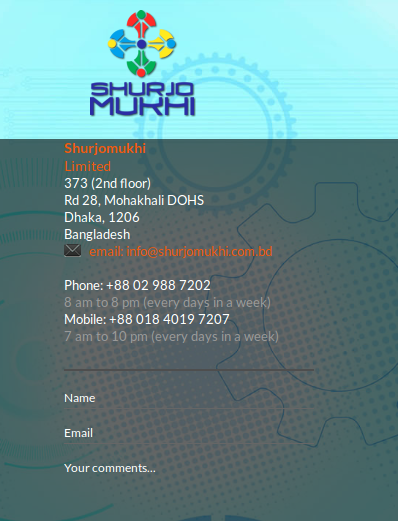 SHURJO
MUKHI
Shurjomukhi
Limited
373 (2nd floor)
Rd 28, Mohakhali DOHS
Dhaka, 1206
Bangladesh
email: info@shurjomukhi.com.bd
Phone: +88 02 988 7202
8 am to 8 pm (every days in a week)
Mobile: +88 018 4019 7207
7 am to 10 pm (every days in a week)
Name
Email
Your comments...